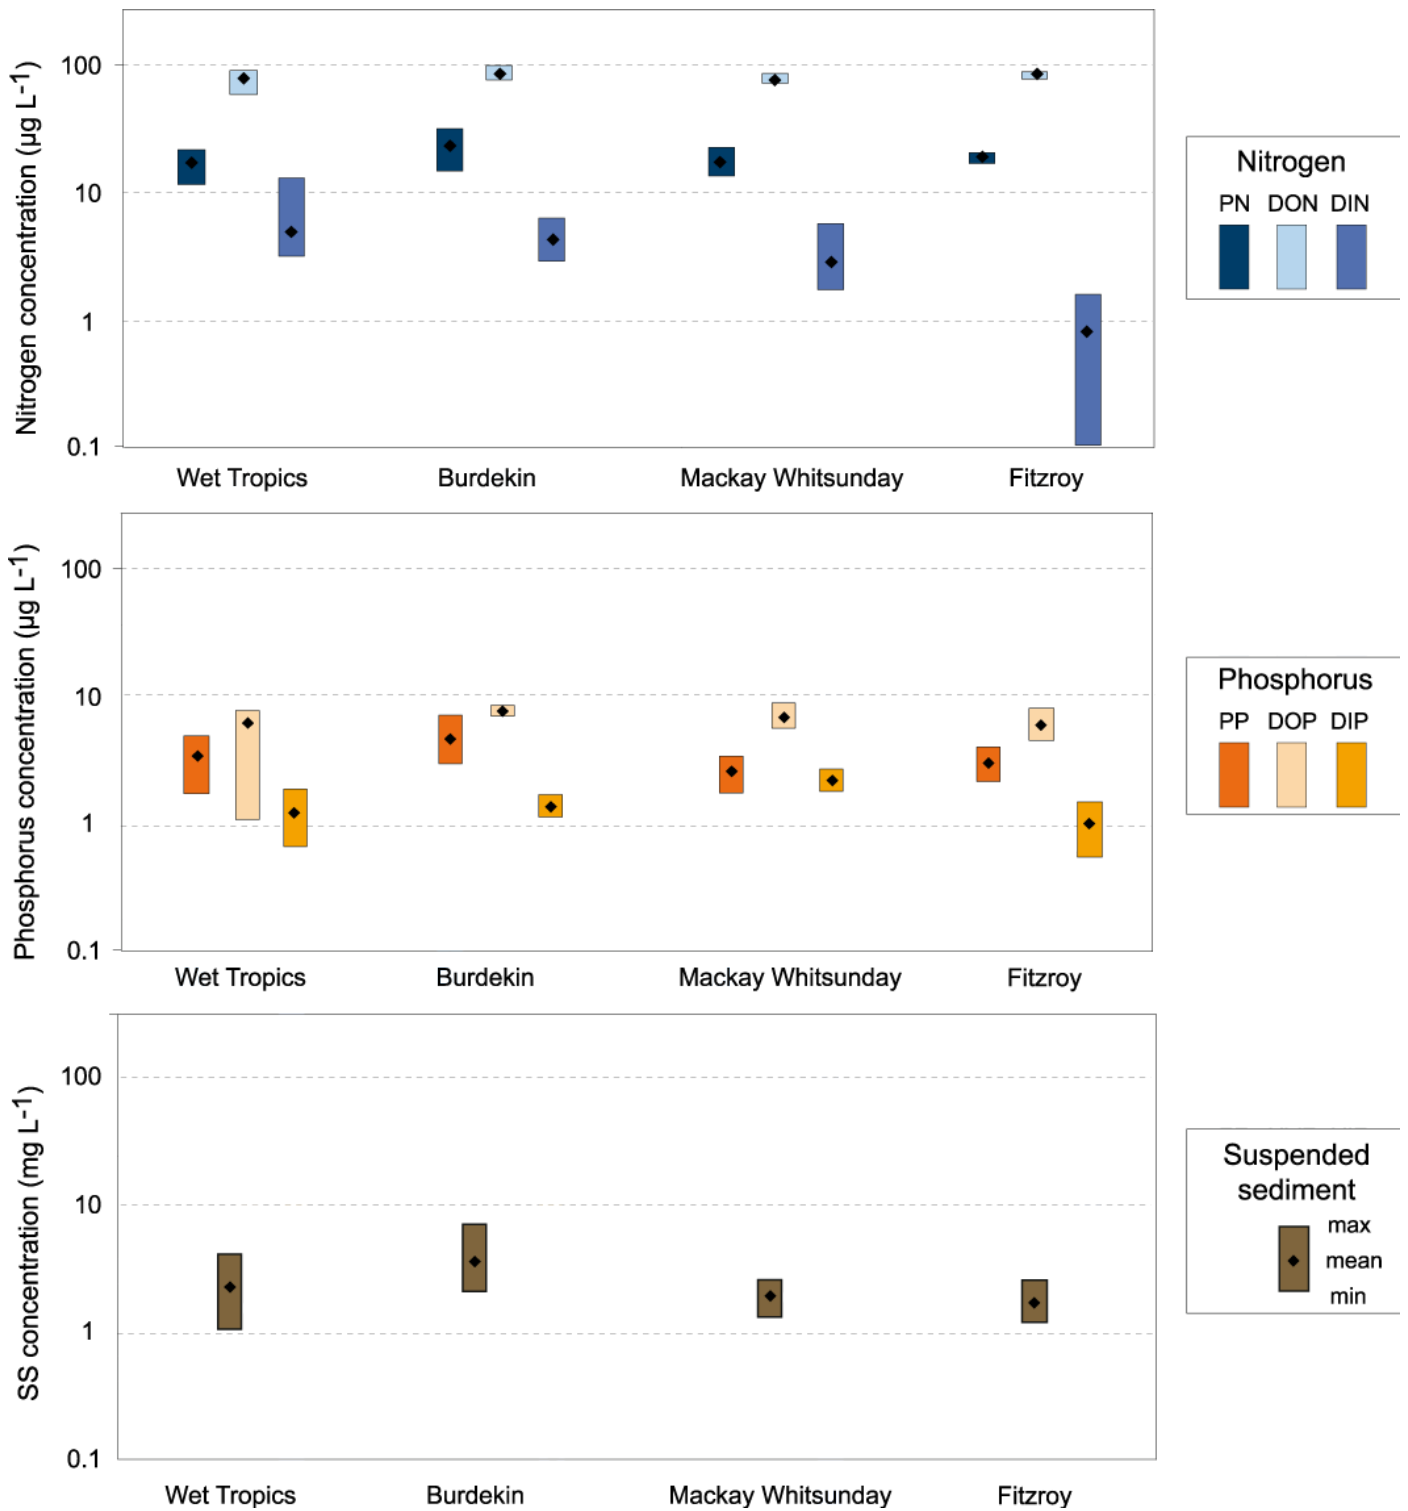 Nitrogen concentration (µg L-1)
100
10
1
0.1
Wet Tropics Burdekin Mackay Whitsunday Fitzroy
Nitrogen
PN DON DIN
Phosphorus concentration (µg L-1)
100
10
1
0.1
Wet Tropics Burdekin Mackay Whitsunday Fitzroy
Phosphorus
PP DOP DIP
SS concentration (mg L-1)
100
10
1
0.1
Wet Tropics Burdekin Mackay Whitsunday Fitzroy
Suspended
sediment
max
mean
min